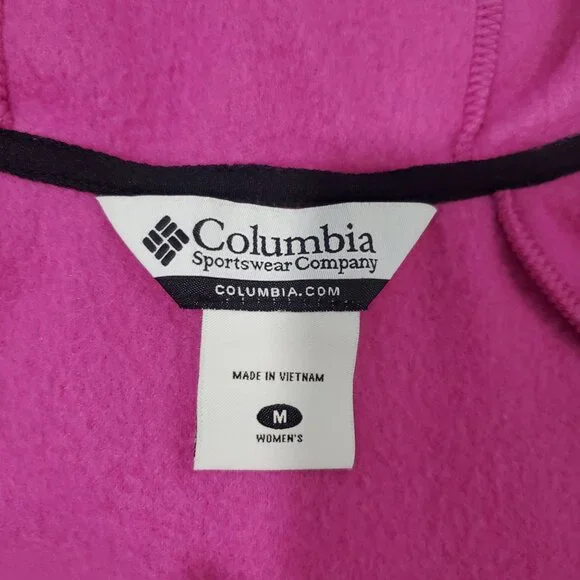 Columbia
Sportswear Company
COLUMBIA.COM
MADE IN VIETNAM
M
WOMEN'S